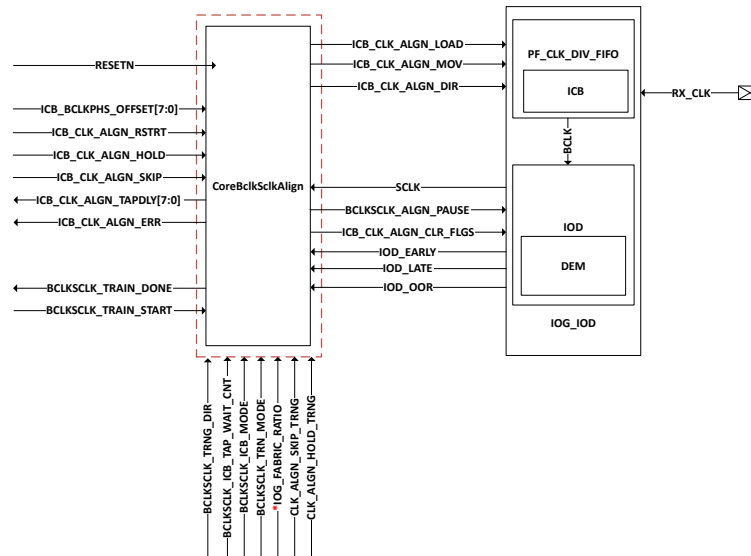 RESETN
ICB_BCLKPHS_OFFSET[7:0]
ICB_CLK_ALGN_RSTRT
ICB_CLK_ALGN_HOLD
ICB_CLK_ALGN_SKIP
ICB_CLK_ALGN_TAPDLY[7:0]
ICB_CLK_ALGN_ERR
BCLKSCLK_TRAIN_DONE
BCLKSCLK_TRAIN_START
CoreBclkSclkAlign
ICB_CLK_ALGN_LOAD
ICB_CLK_ALGN_MOV
ICB_CLK_ALGN_DIR
SCLK
BCLKSCLK_ALGN_PAUSE
ICB_CLK_ALGN_CLR_FLGS
IOD_EARLY
IOD_LATE
IOD_OOR
PF_CLK_DIV_FIFO
ICB
BCLK
IOD
DEM
IOG_IOD
RX_CLK
BCLKSCLK_TRNG_DIR
BCLKSCLK_ICB_TAP_WAIT_CNT
BCLKSCLK_ICB_MODE
BCLKSCLK_TRN_MODE
*IOG_FABRIC_RATIO
CLK_ALGN_SKIP_TRNG
CLK_ALGN_HOLD_TRNG